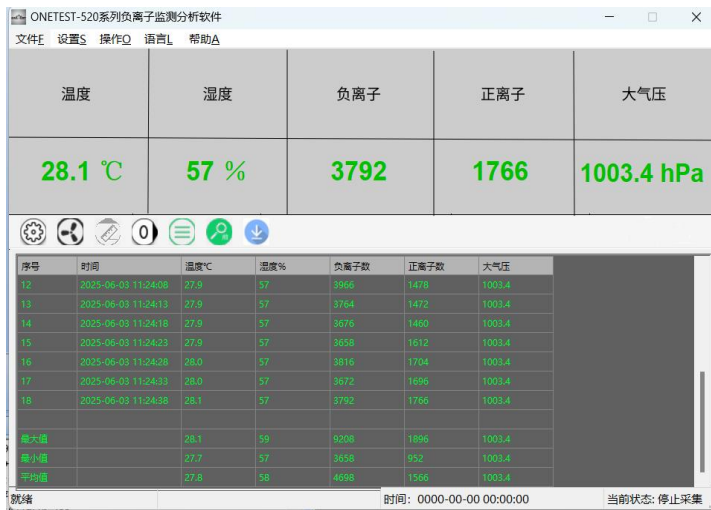 ONETEST-520系列负离子监测分析软件
文件F 设置S 操作O 语言L 帮助A
温度 湿度 负离子 正离子 大气压
28.1 ℃ 57 % 3792 1766 1003.4 hPa
0
序号 时间 温度℃ 湿度% 负离子数 正离子数 大气压
12 2025-06-03 11:24:08 27.9 57 3966 1478 1003.4
13 2025-06-03 11:24:13 27.9 57 3764 1472 1003.4
14 2025-06-03 11:24:18 27.9 57 3676 1460 1003.4
15 2025-06-03 11:24:23 27.9 57 3658 1612 1003.4
16 2025-06-03 11:24:28 28.0 57 3816 1704 1003.4
17 2025-06-03 11:24:33 28.0 57 3672 1696 1003.4
18 2025-06-03 11:24:38 28.1 57 3792 1766 1003.4
最大值 28.1 59 9208 1896 1003.4
最小值 27.7 57 3658 952 1003.4
平均值 27.8 58 4698 1566 1003.4
就绪 时间: 0000-00-00 00:00:00 当前状态: 停止采集